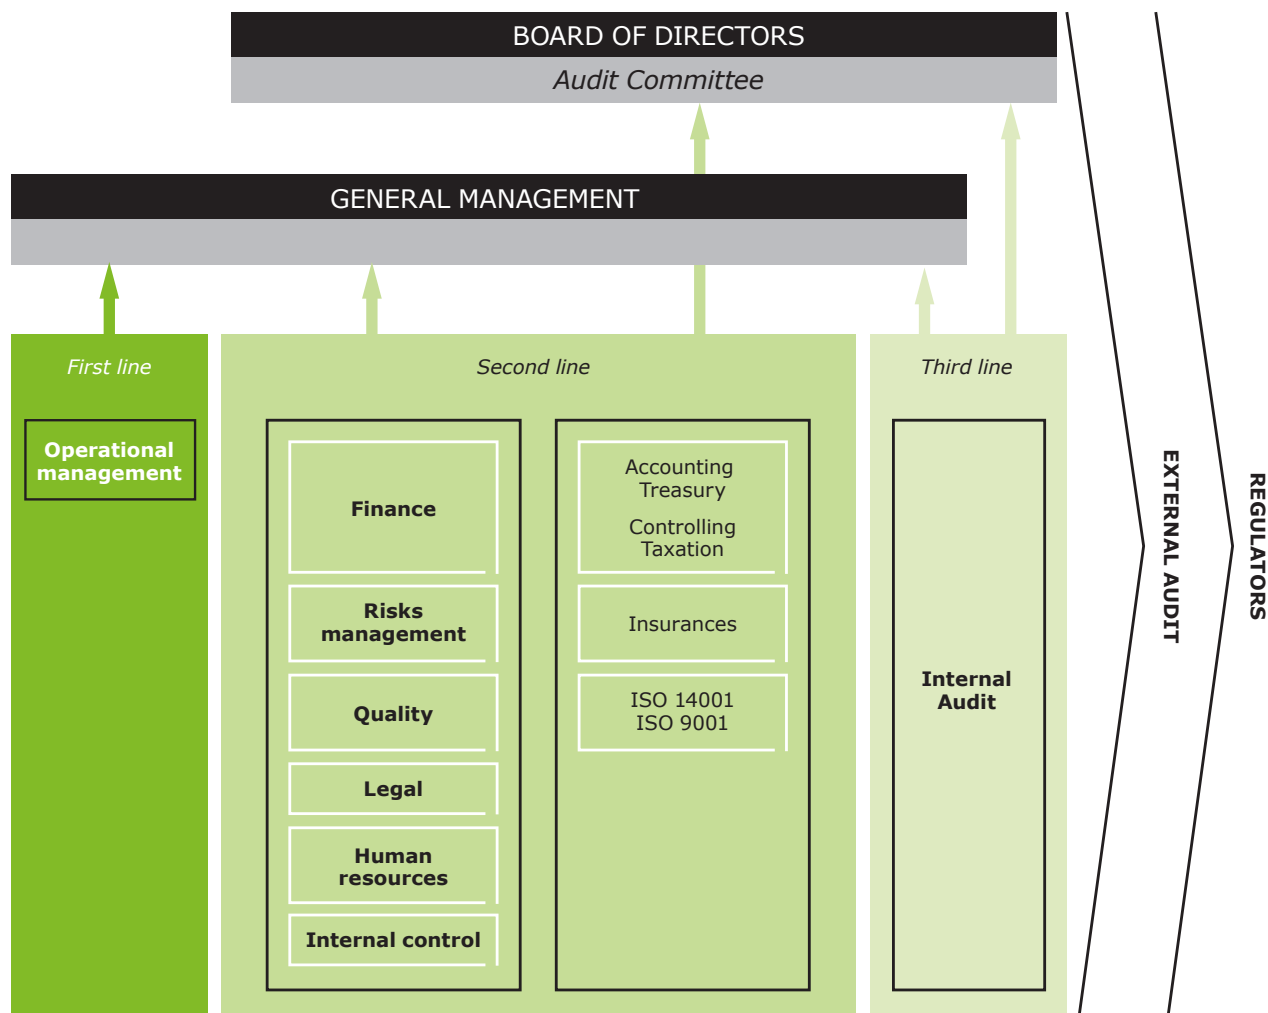 BOARD OF DIRECTORS
Audit Committee
GENERAL MANAGEMENT
First line
Operational
management
Second line
Finance
Risks
management
Quality
Legal
Human
resources
Internal control
Accounting
Treasury
Controlling
Taxation
Insurances
ISO 14001
ISO 9001
Third line
Internal
Audit
EXTERNAL AUDIT
REGULATORS